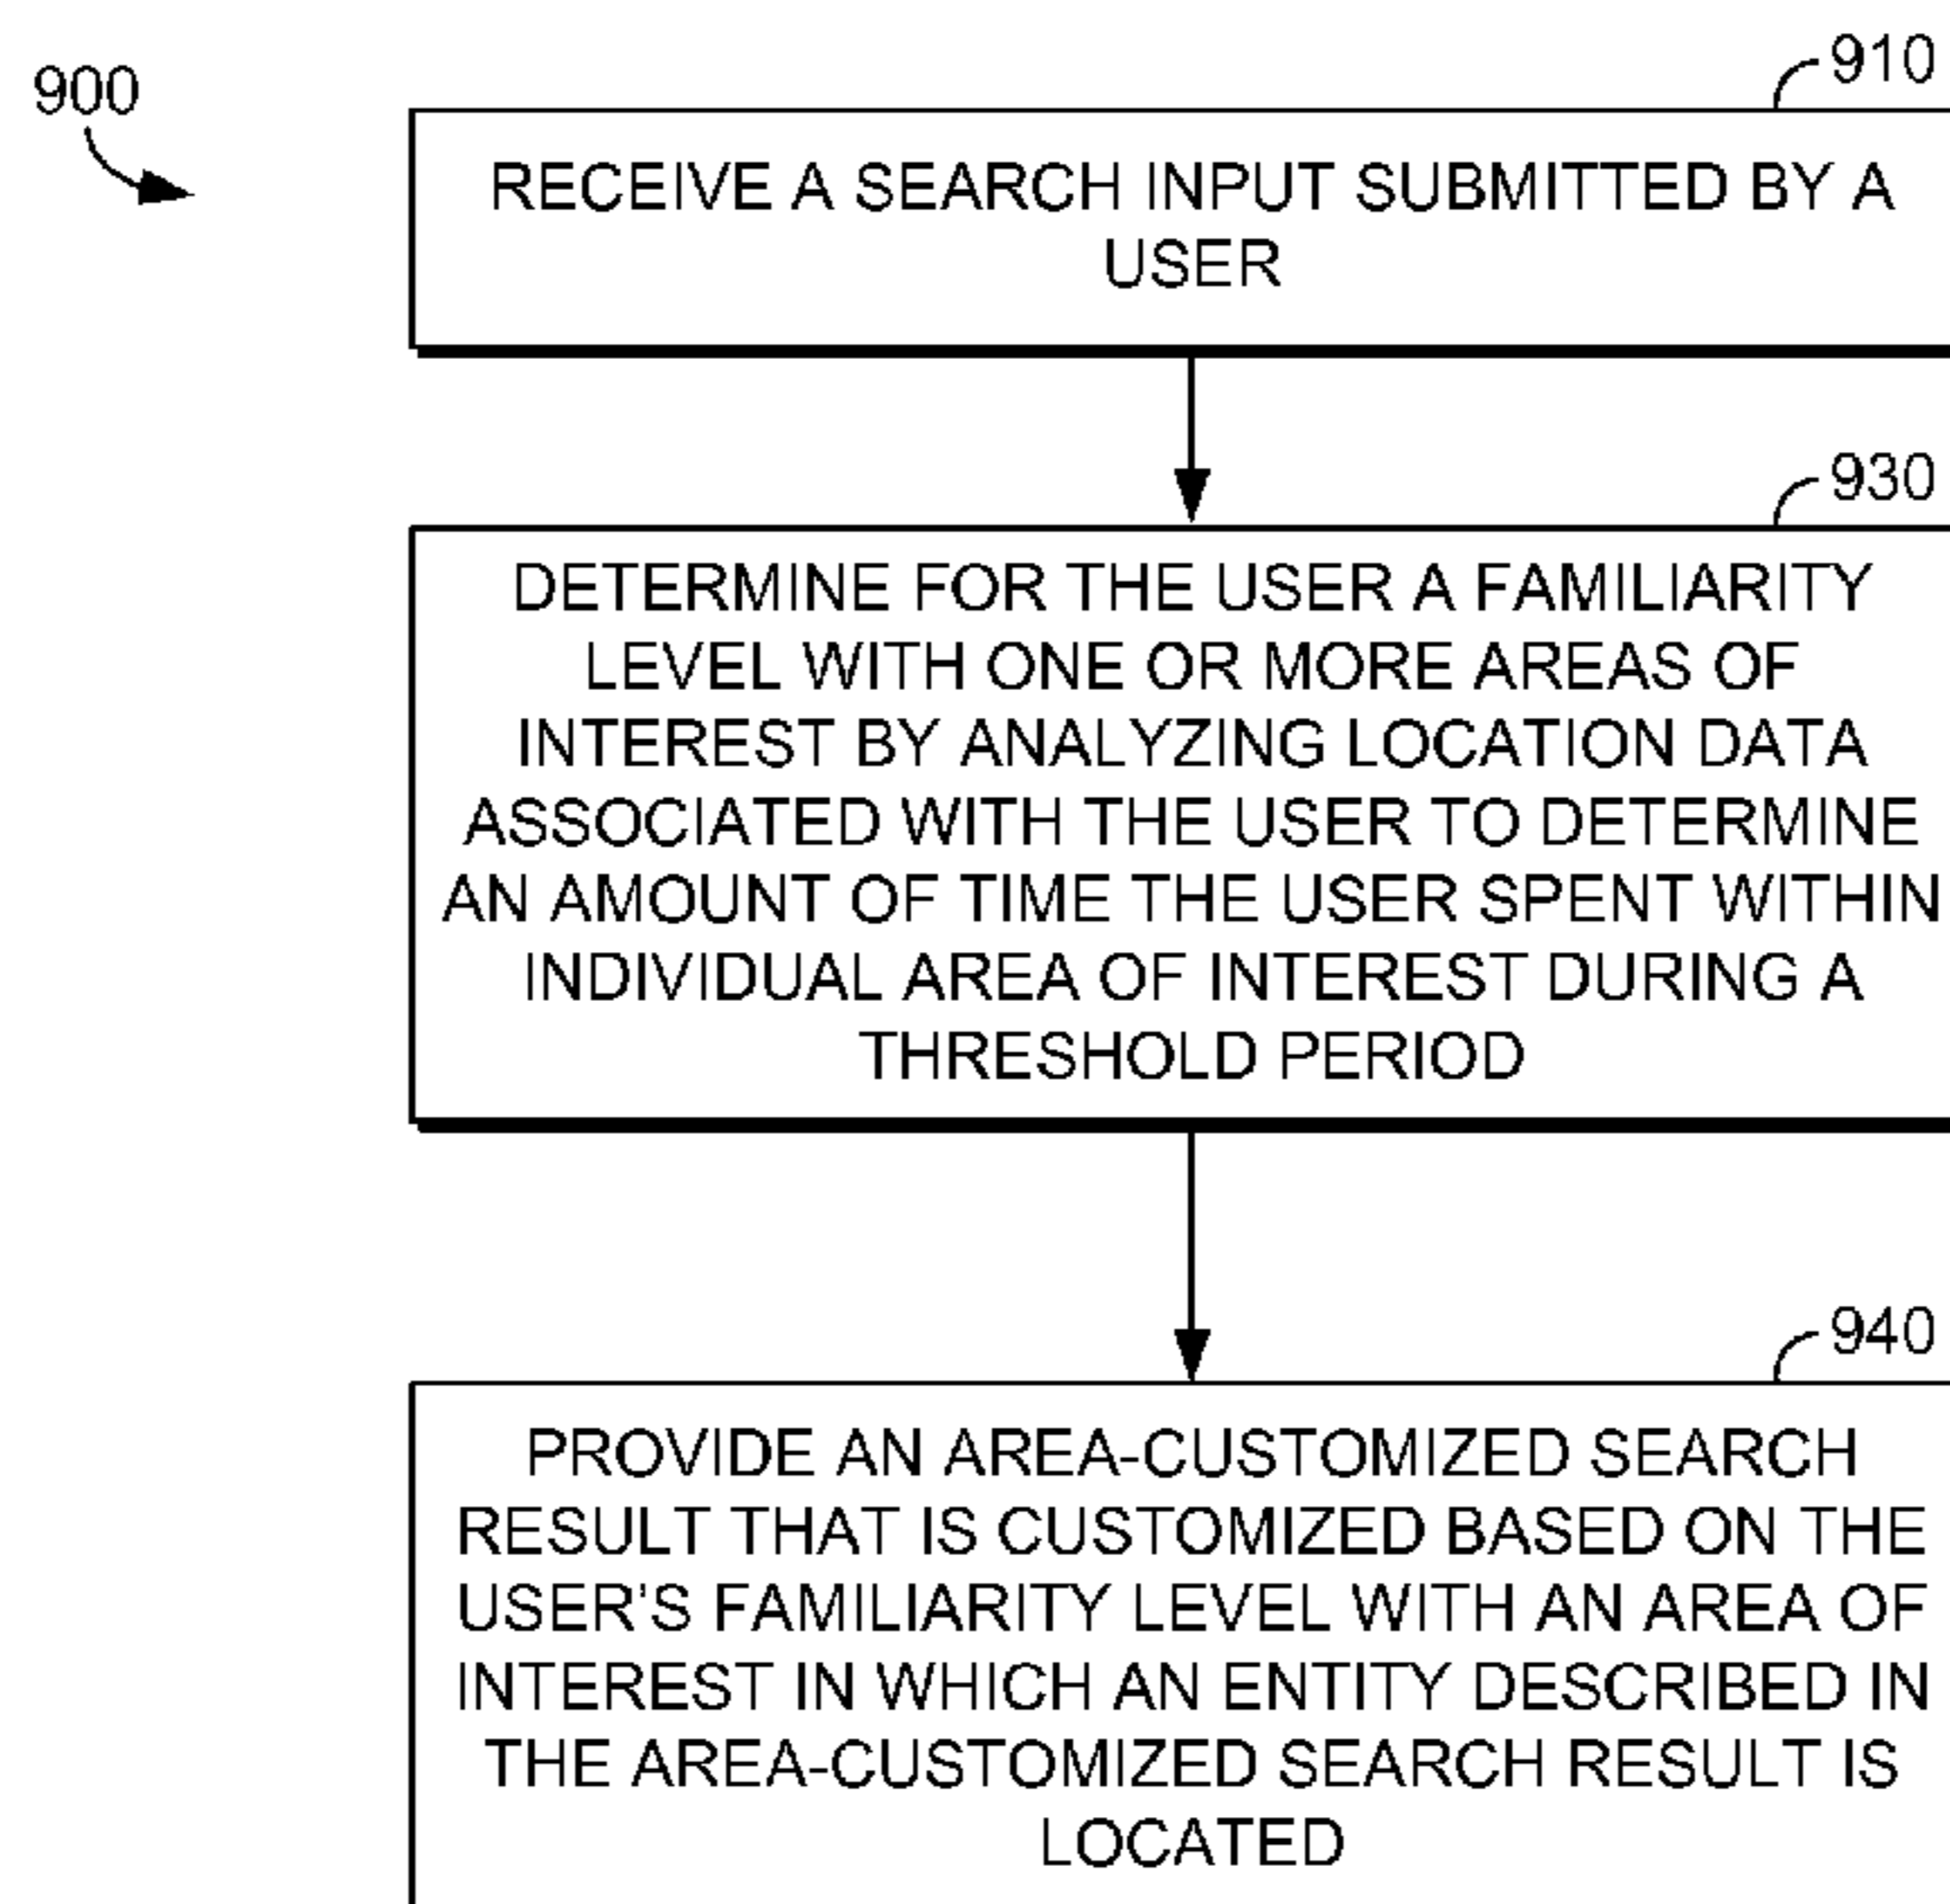 900
910
RECEIVE A SEARCH INPUT SUBMITTED BY A
USER
930
DETERMINE FOR THE USER A FAMILIARITY
LEVEL WITH ONE OR MORE AREAS OF
INTEREST BY ANALYZING LOCATION DATA
ASSOCIATED WITH THE USER TO DETERMINE
AN AMOUNT OF TIME THE USER SPENT WITHIN
INDIVIDUAL AREA OF INTEREST DURING A
THRESHOLD PERIOD
940
PROVIDE AN AREA-CUSTOMIZED SEARCH
RESULT THAT IS CUSTOMIZED BASED ON THE
USER'S FAMILIARITY LEVEL WITH AN AREA OF
INTEREST IN WHICH AN ENTITY DESCRIBED IN
THE AREA-CUSTOMIZED SEARCH RESULT IS
LOCATED